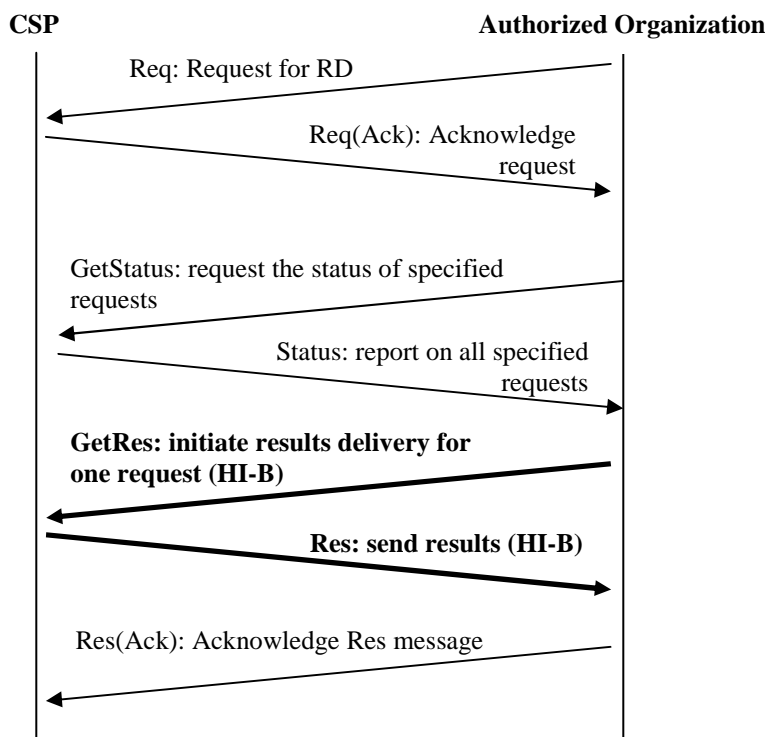 CSP
Authorized Organization
Req: Request for RD
Req(Ack): Acknowledge
request
GetStatus: request the status of specified
requests
Status: report on all specified
requests
GetRes: initiate results delivery for
one request (HI-B)
Res: send results (HI-B)
Res(Ack): Acknowledge Res message